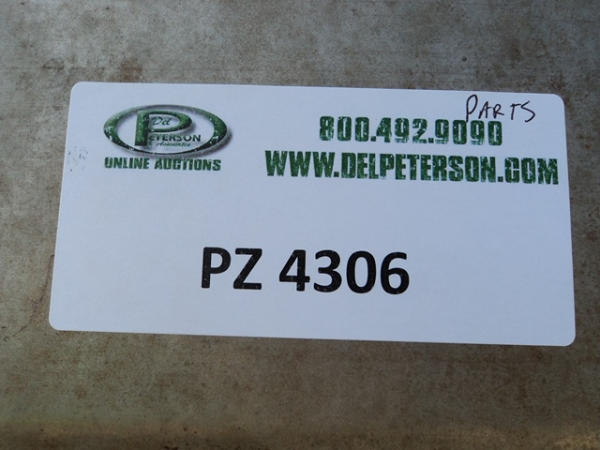 PARTS
Del
PETERSON
& Associates
ONLINE AUCTIONS
800.492.9090
WWW.DELPETERSON.COM
PZ 4306